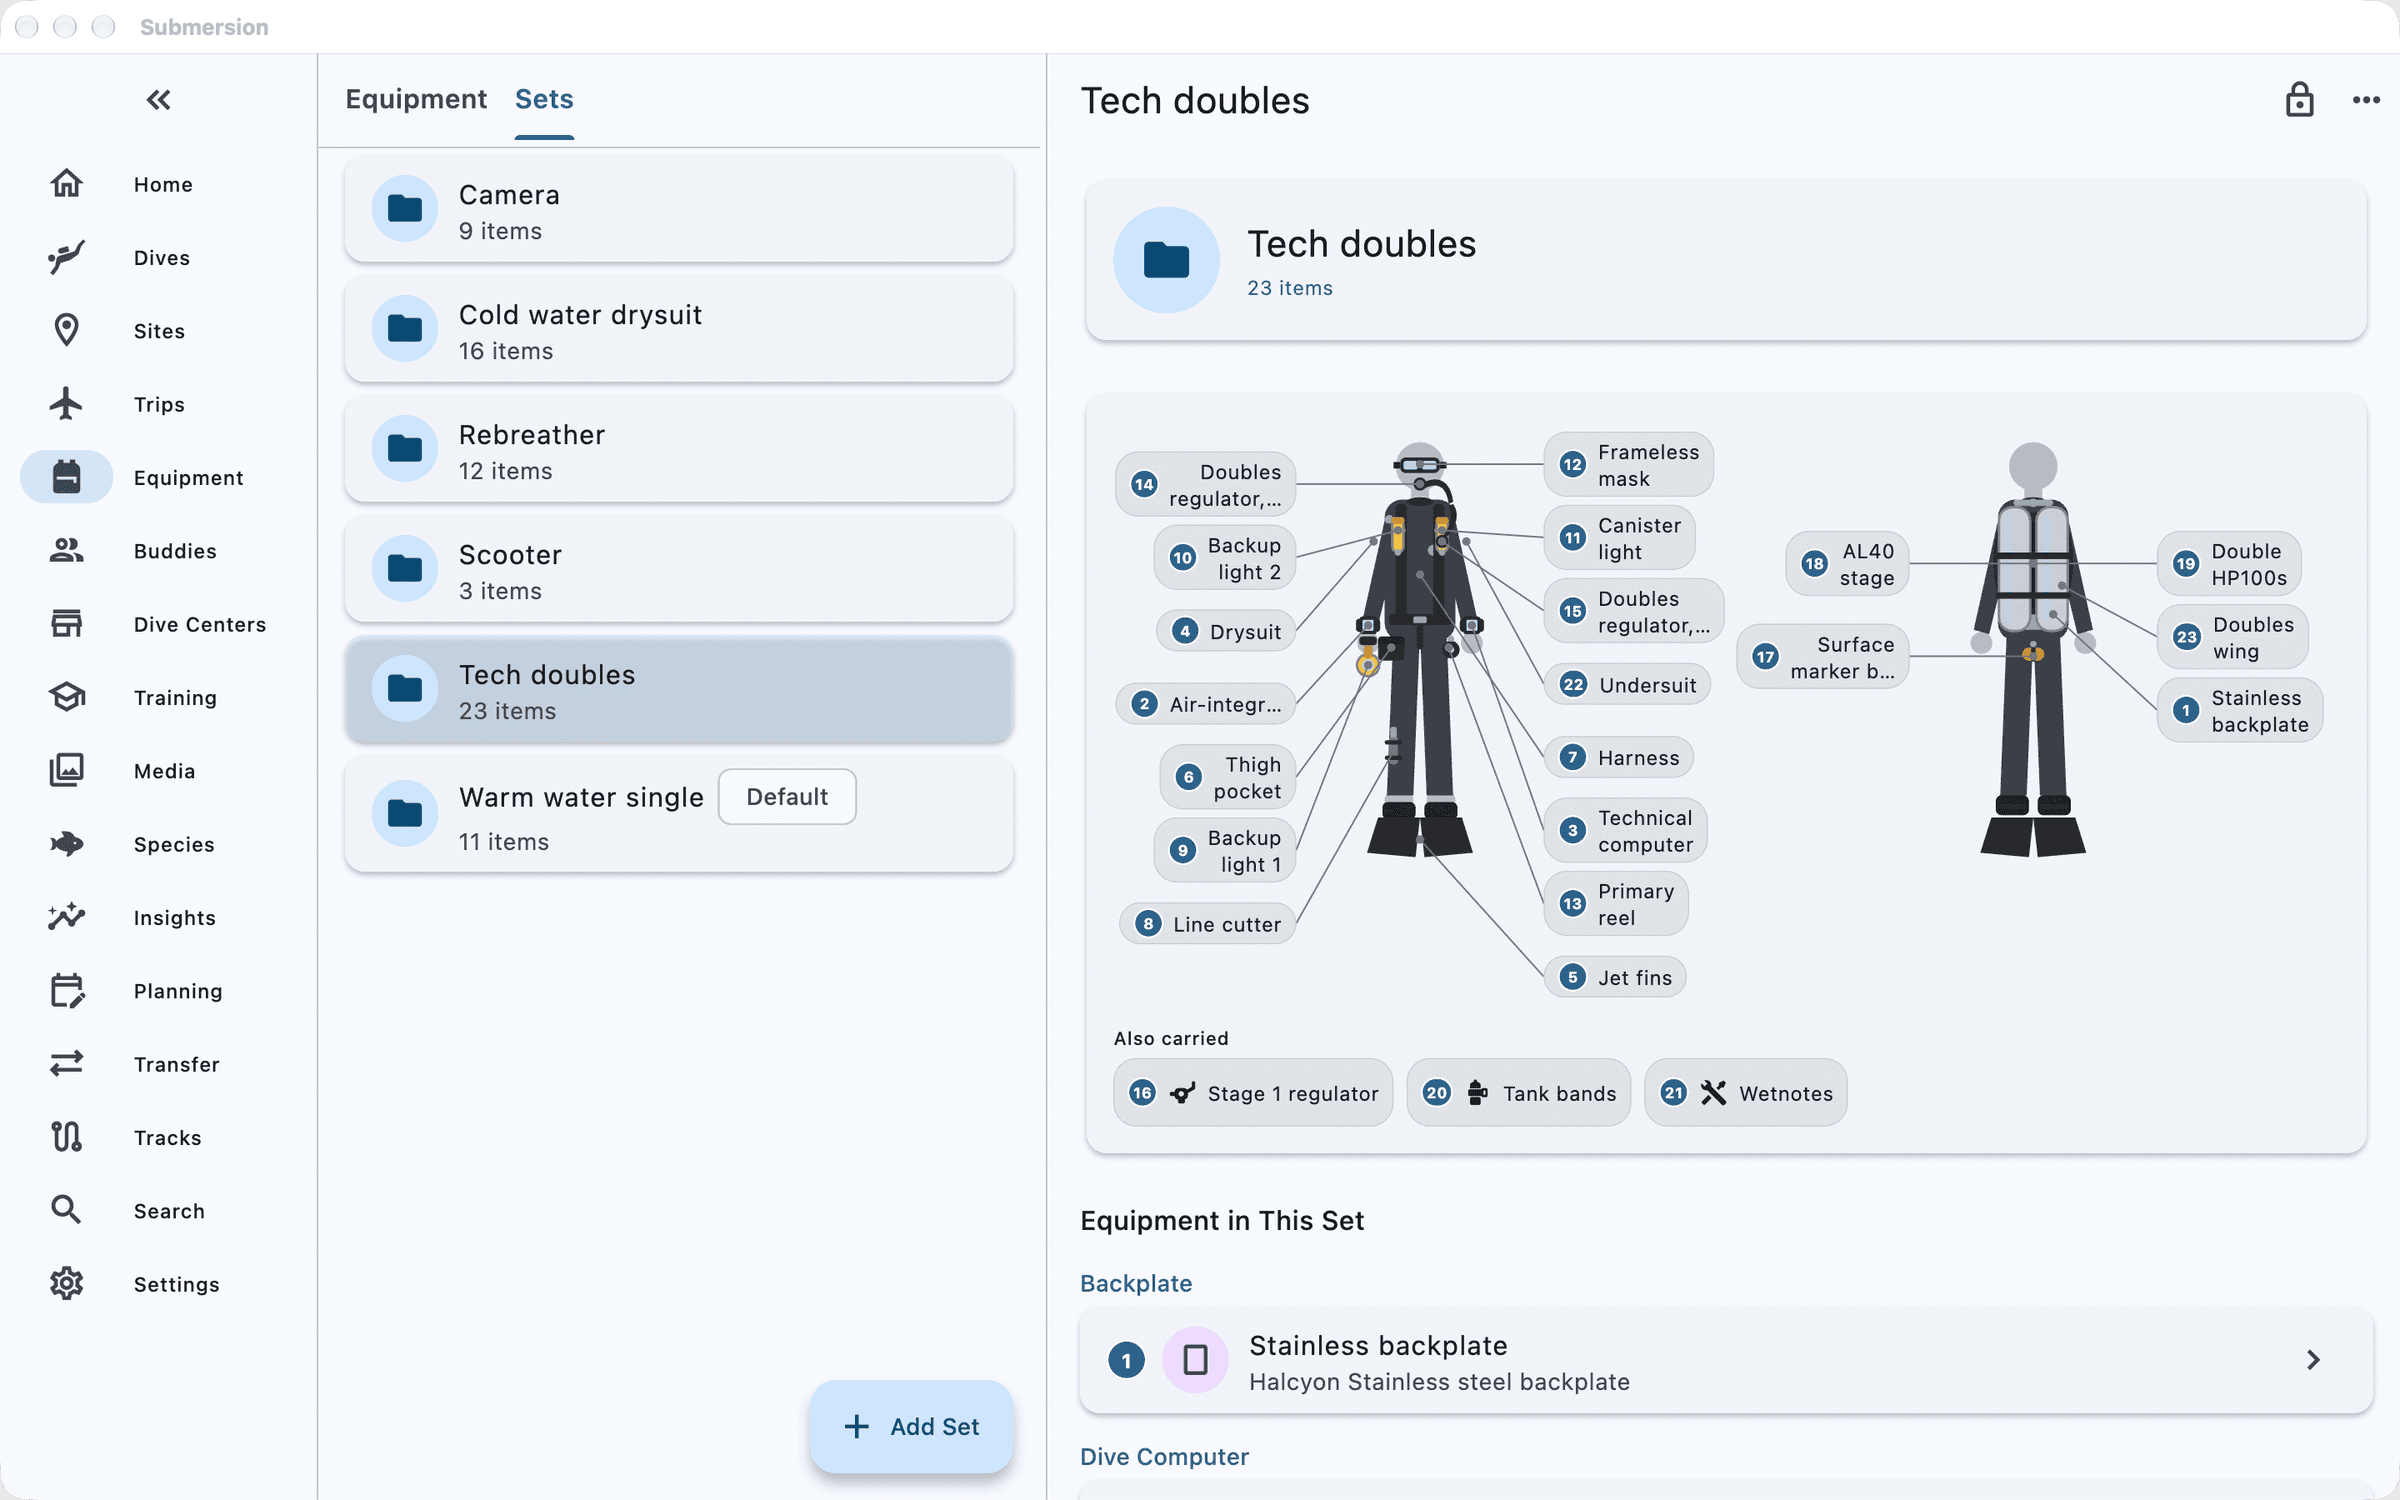 Submersion
Home
Dives
Sites
Trips
Equipment
Buddies
Dive Centers
Training
Media
Species
Insights
Planning
Transfer
Tracks
Search
Settings
Equipment
Sets
Camera
9 items
Cold water drysuit
16 items
Rebreather
12 items
Scooter
3 items
Tech doubles
23 items
Warm water single
Default
11 items
Add Set
Tech doubles
Tech doubles
23 items
14
Doubles
regulator,...
10
Backup
light 2
4
Drysuit
2
Air-integr...
6
Thigh
pocket
9
Backup
light 1
8
Line cutter
12
Frameless
mask
11
Canister
light
15
Doubles
regulator,...
22
Undersuit
7
Harness
3
Technical
computer
13
Primary
reel
5
Jet fins
18
AL40
stage
17
Surface
marker b...
19
Double
HP100s
23
Doubles
wing
1
Stainless
backplate
Also carried
16
Stage 1 regulator
20
Tank bands
21
Wetnotes
Equipment in This Set
Backplate
1
Stainless backplate
Halcyon Stainless steel backplate
Dive Computer